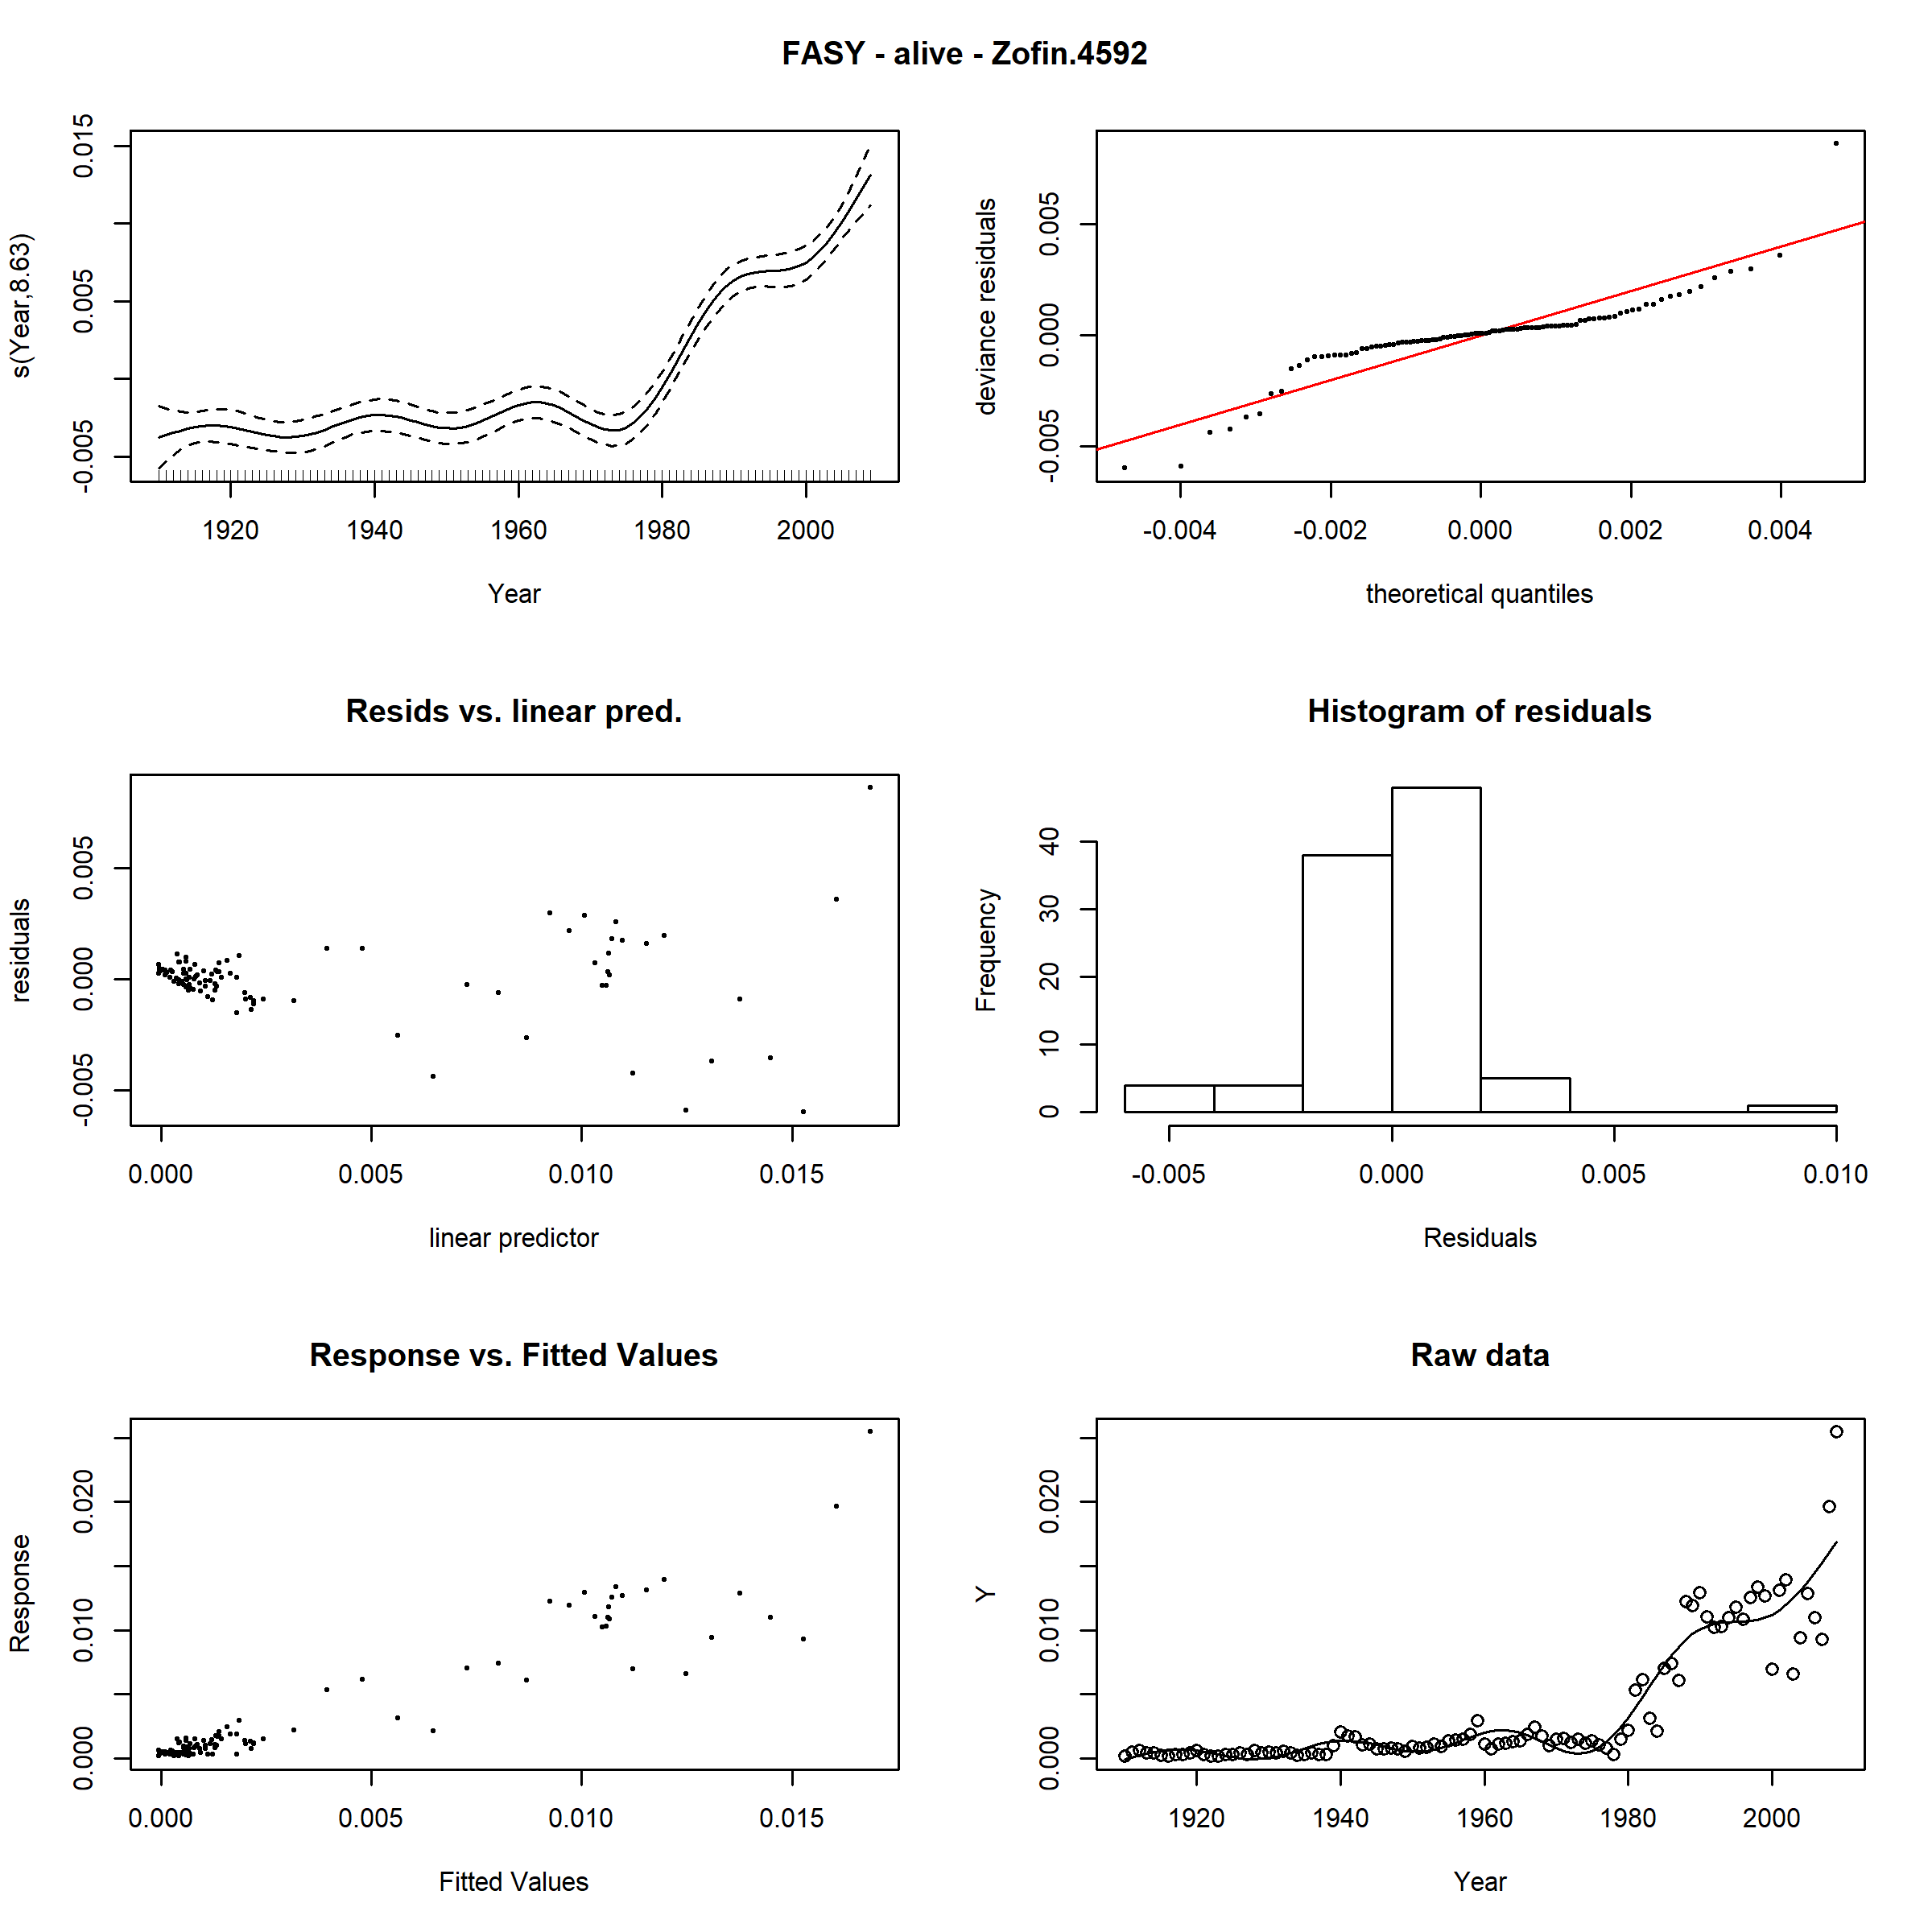 FASY - alive - Zofin.4592
s(Year,8.63)
-0.005 0.005 0.015
1920 1940 1960 1980 2000
Year
deviance residuals
-0.005 0.000 0.005
-0.004 -0.002 0.000 0.002 0.004
theoretical quantiles
Resids vs. linear pred.
residuals
-0.005 0.000 0.005
0.000 0.005 0.010 0.015
linear predictor
Histogram of residuals
Frequency
0 10 20 30 40
-0.005 0.000 0.005 0.010
Residuals
Response vs. Fitted Values
Response
0.000 0.010 0.020
0.000 0.005 0.010 0.015
Fitted Values
Raw data
Y
0.000 0.010 0.020
1920 1940 1960 1980 2000
Year